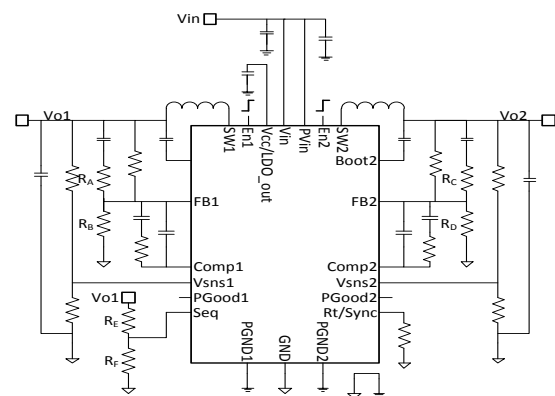 Vin
Vo1
Vo2
SW1
En1
Vcc/LDO_out
Vin
PVin
En2
SW2
Boot2
RA
RC
FB1
FB2
RB
RD
Comp1
Comp2
Vsns1
Vsns2
Vo1
PGood1
PGood2
RE
Seq
Rt/Sync
RF
PGND1
GND
PGND2